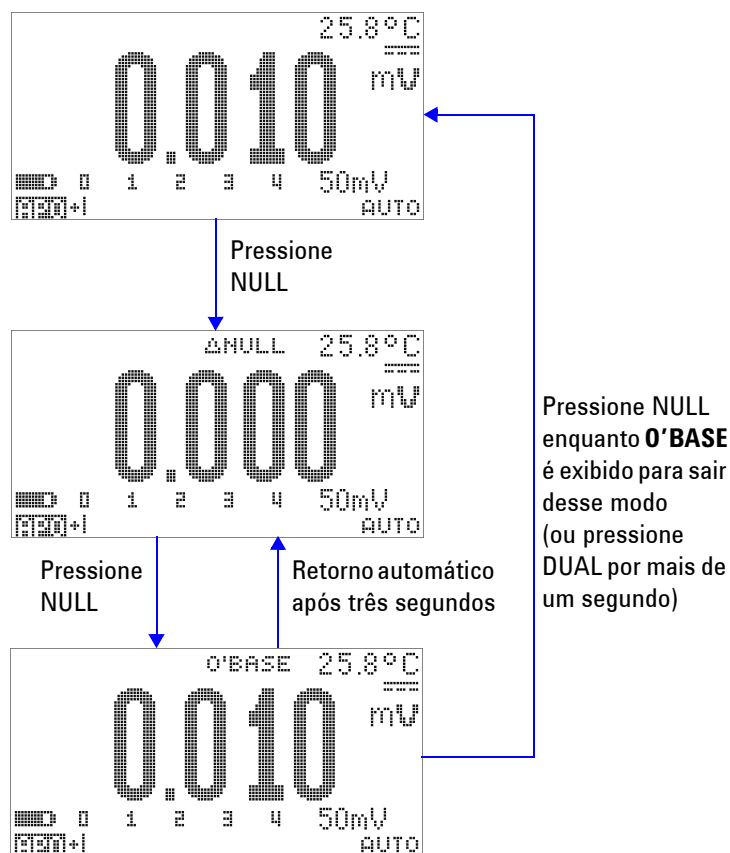 25.8°C
0.010 mV
0 1 2 3 4 50mV
AUTO
Pressione
NULL
ΔNULL 25.8°C
0.000 mV
0 1 2 3 4 50mV
AUTO
Pressione
NULL
Retorno automático
após três segundos
Pressione NULL
enquanto O'BASE
é exibido para sair
desse modo
(ou pressione
DUAL por mais de
um segundo)
O'BASE 25.8°C
0.010 mV
0 1 2 3 4 50mV
AUTO